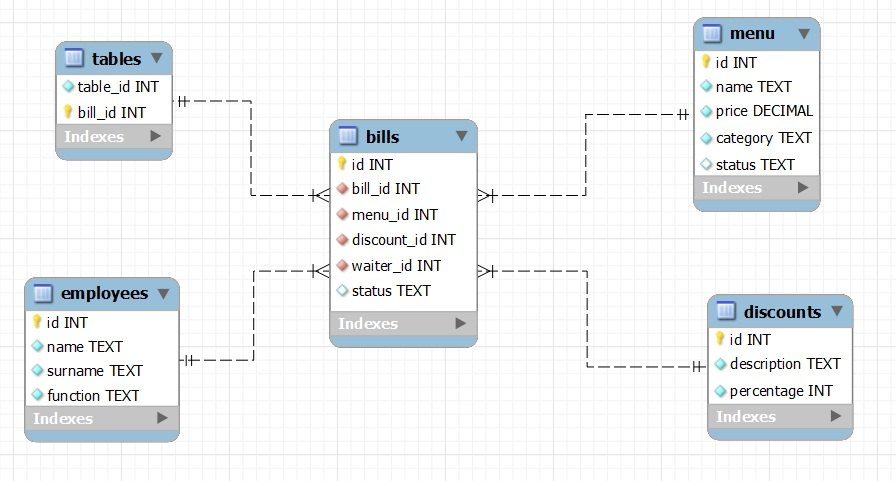 tables
table_id INT
bill_id INT
Indexes
employees
id INT
name TEXT
surname TEXT
function TEXT
Indexes
bills
id INT
bill_id INT
menu_id INT
discount_id INT
waiter_id INT
status TEXT
Indexes
menu
id INT
name TEXT
price DECIMAL
category TEXT
status TEXT
Indexes
discounts
id INT
description TEXT
percentage INT
Indexes